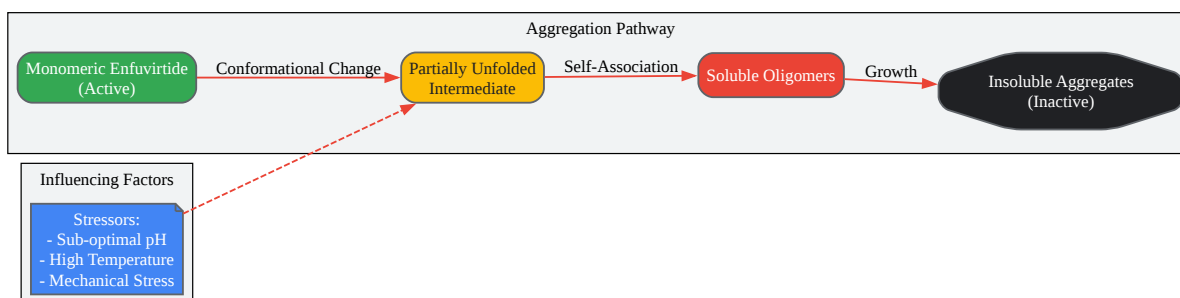 Aggregation Pathway
Monomeric Enfuvirtide
(Active)
Conformational Change
Partially Unfolded
Intermediate
Self-Association
Soluble Oligomers
Growth
Insoluble Aggregates
(Inactive)
Influencing Factors
Stressors:
- Sub-optimal pH
- High Temperature
- Mechanical Stress